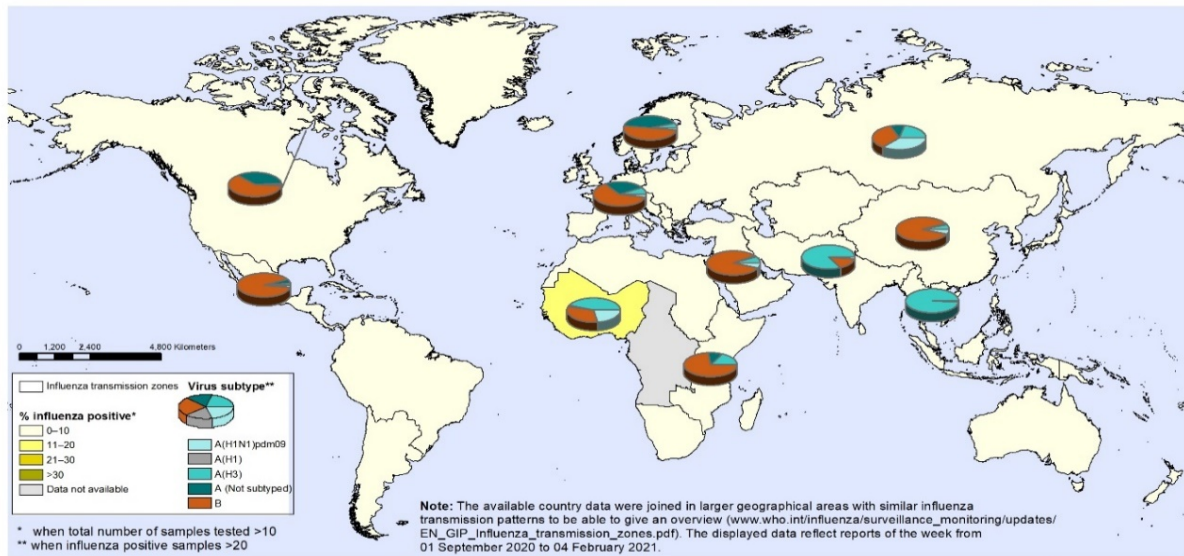 0
1,200
2,400
4,800 Kilometers
Influenza transmission zones
% influenza positive*
0–10
11–20
21–30
>30
Data not available
Virus subtype**
A(H1N1)pdm09
A(H1)
A(H3)
A (Not subtyped)
B
* when total number of samples tested >10
** when influenza positive samples >20
Note: The available country data were joined in larger geographical areas with similar influenza
transmission patterns to be able to give an overview (www.who.int/influenza/surveillance_monitoring/updates/
EN_GIP_Influenza_transmission_zones.pdf). The displayed data reflect reports of the week from
01 September 2020 to 04 February 2021.